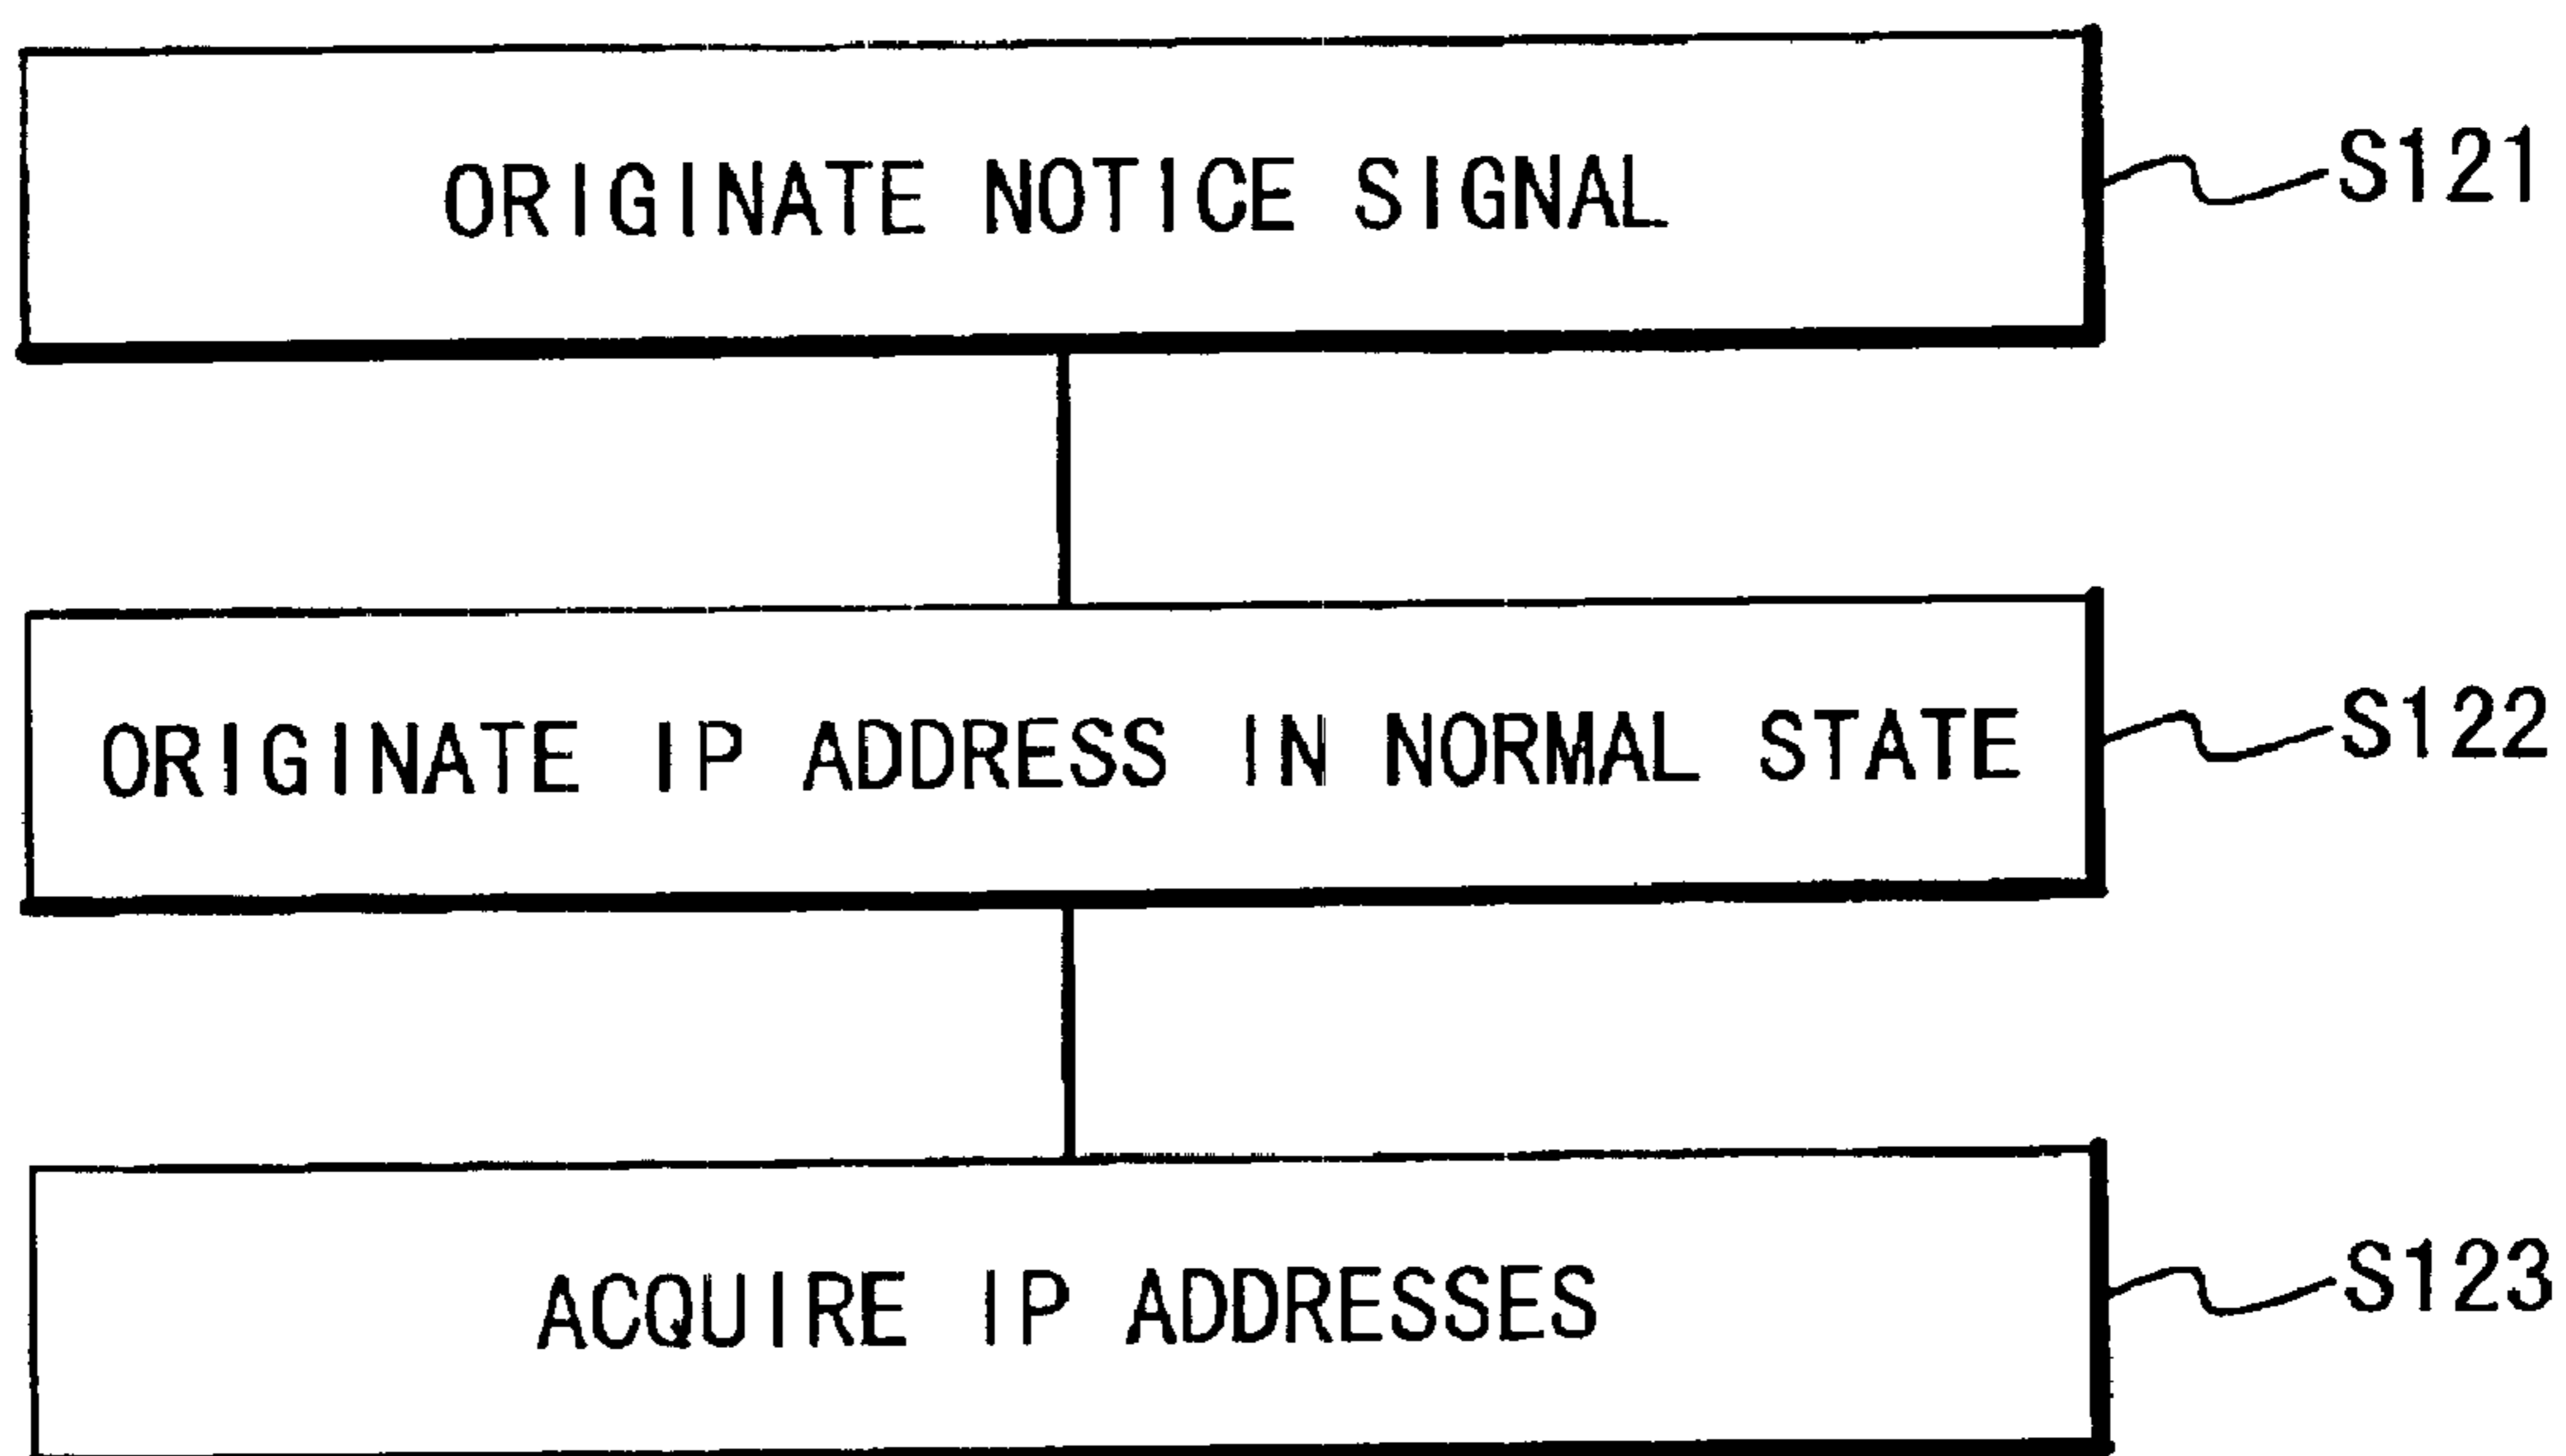 ORIGINATE NOTICE SIGNAL
S121
ORIGINATE IP ADDRESS IN NORMAL STATE
S122
ACQUIRE IP ADDRESSES
S123